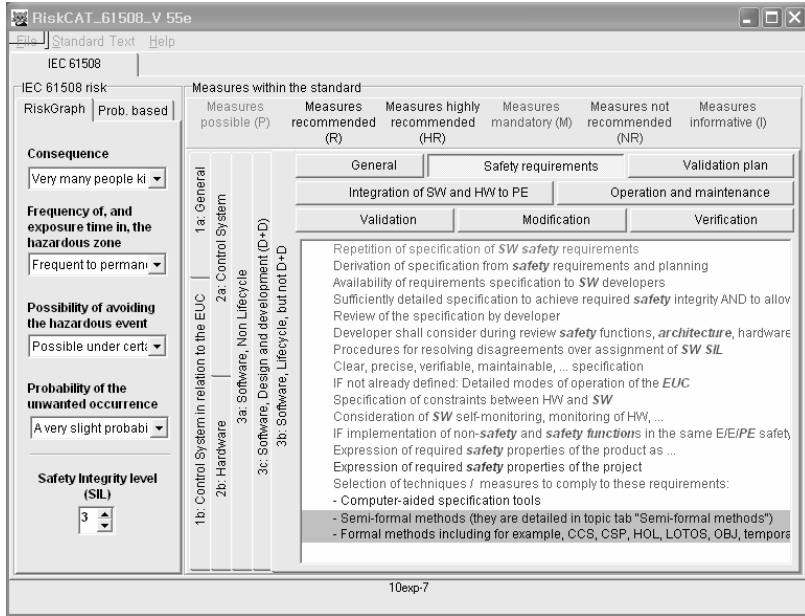 RiskCAT_61508_V 55e
File Standard Text Help
IEC 61508
IEC 61508 risk
RiskGraph Prob. based
Consequence
Very many people ki
Frequency of, and
exposure time in, the
hazardous zone
Frequent to perman
Possibility of avoiding
the hazardous event
Possible under certa
Probability of the
unwanted occurrence
A very slight probabi
Safety Integrity level
(SIL)
3
Measures within the standard
Measures possible (P)
Measures recommended (R)
Measures highly recommended (HR)
Measures mandatory (M)
Measures not recommended (NR)
Measures informative (I)
1a: General
1b: Control System in relation to the EUC
2a: Control System
2b: Hardware
3a: Software, Non Lifecycle
3c: Software, Design and development (D+D)
3b: Software, Lifecycle, but not D+D
General Safety requirements Validation plan
Integration of SW and HW to PE Operation and maintenance
Validation Modification Verification
Repetition of specification of SW safety requirements
Derivation of specification from safety requirements and planning
Availability of requirements specification to SW developers
Sufficiently detailed specification to achieve required safety integrity AND to allow
Review of the specification by developer
Developer shall consider during review safety functions, architecture, hardware
Procedures for resolving disagreements over assignment of SW SIL
Clear, precise, verifiable, maintainable, ... specification
IF not already defined: Detailed modes of operation of the EUC
Specification of constraints between HW and SW
Consideration of SW self-monitoring, monitoring of HW, ...
IF implementation of non-safety and safety functions in the same E/E/PE safety
Expression of required safety properties of the product as ...
Expression of required safety properties of the project
Selection of techniques / measures to comply to these requirements:
- Computer-aided specification tools
- Semi-formal methods (they are detailed in topic tab "Semi-formal methods")
- Formal methods including for example, CCS, CSP, HOL, LOTOS, OBJ, tempora
10exp-7